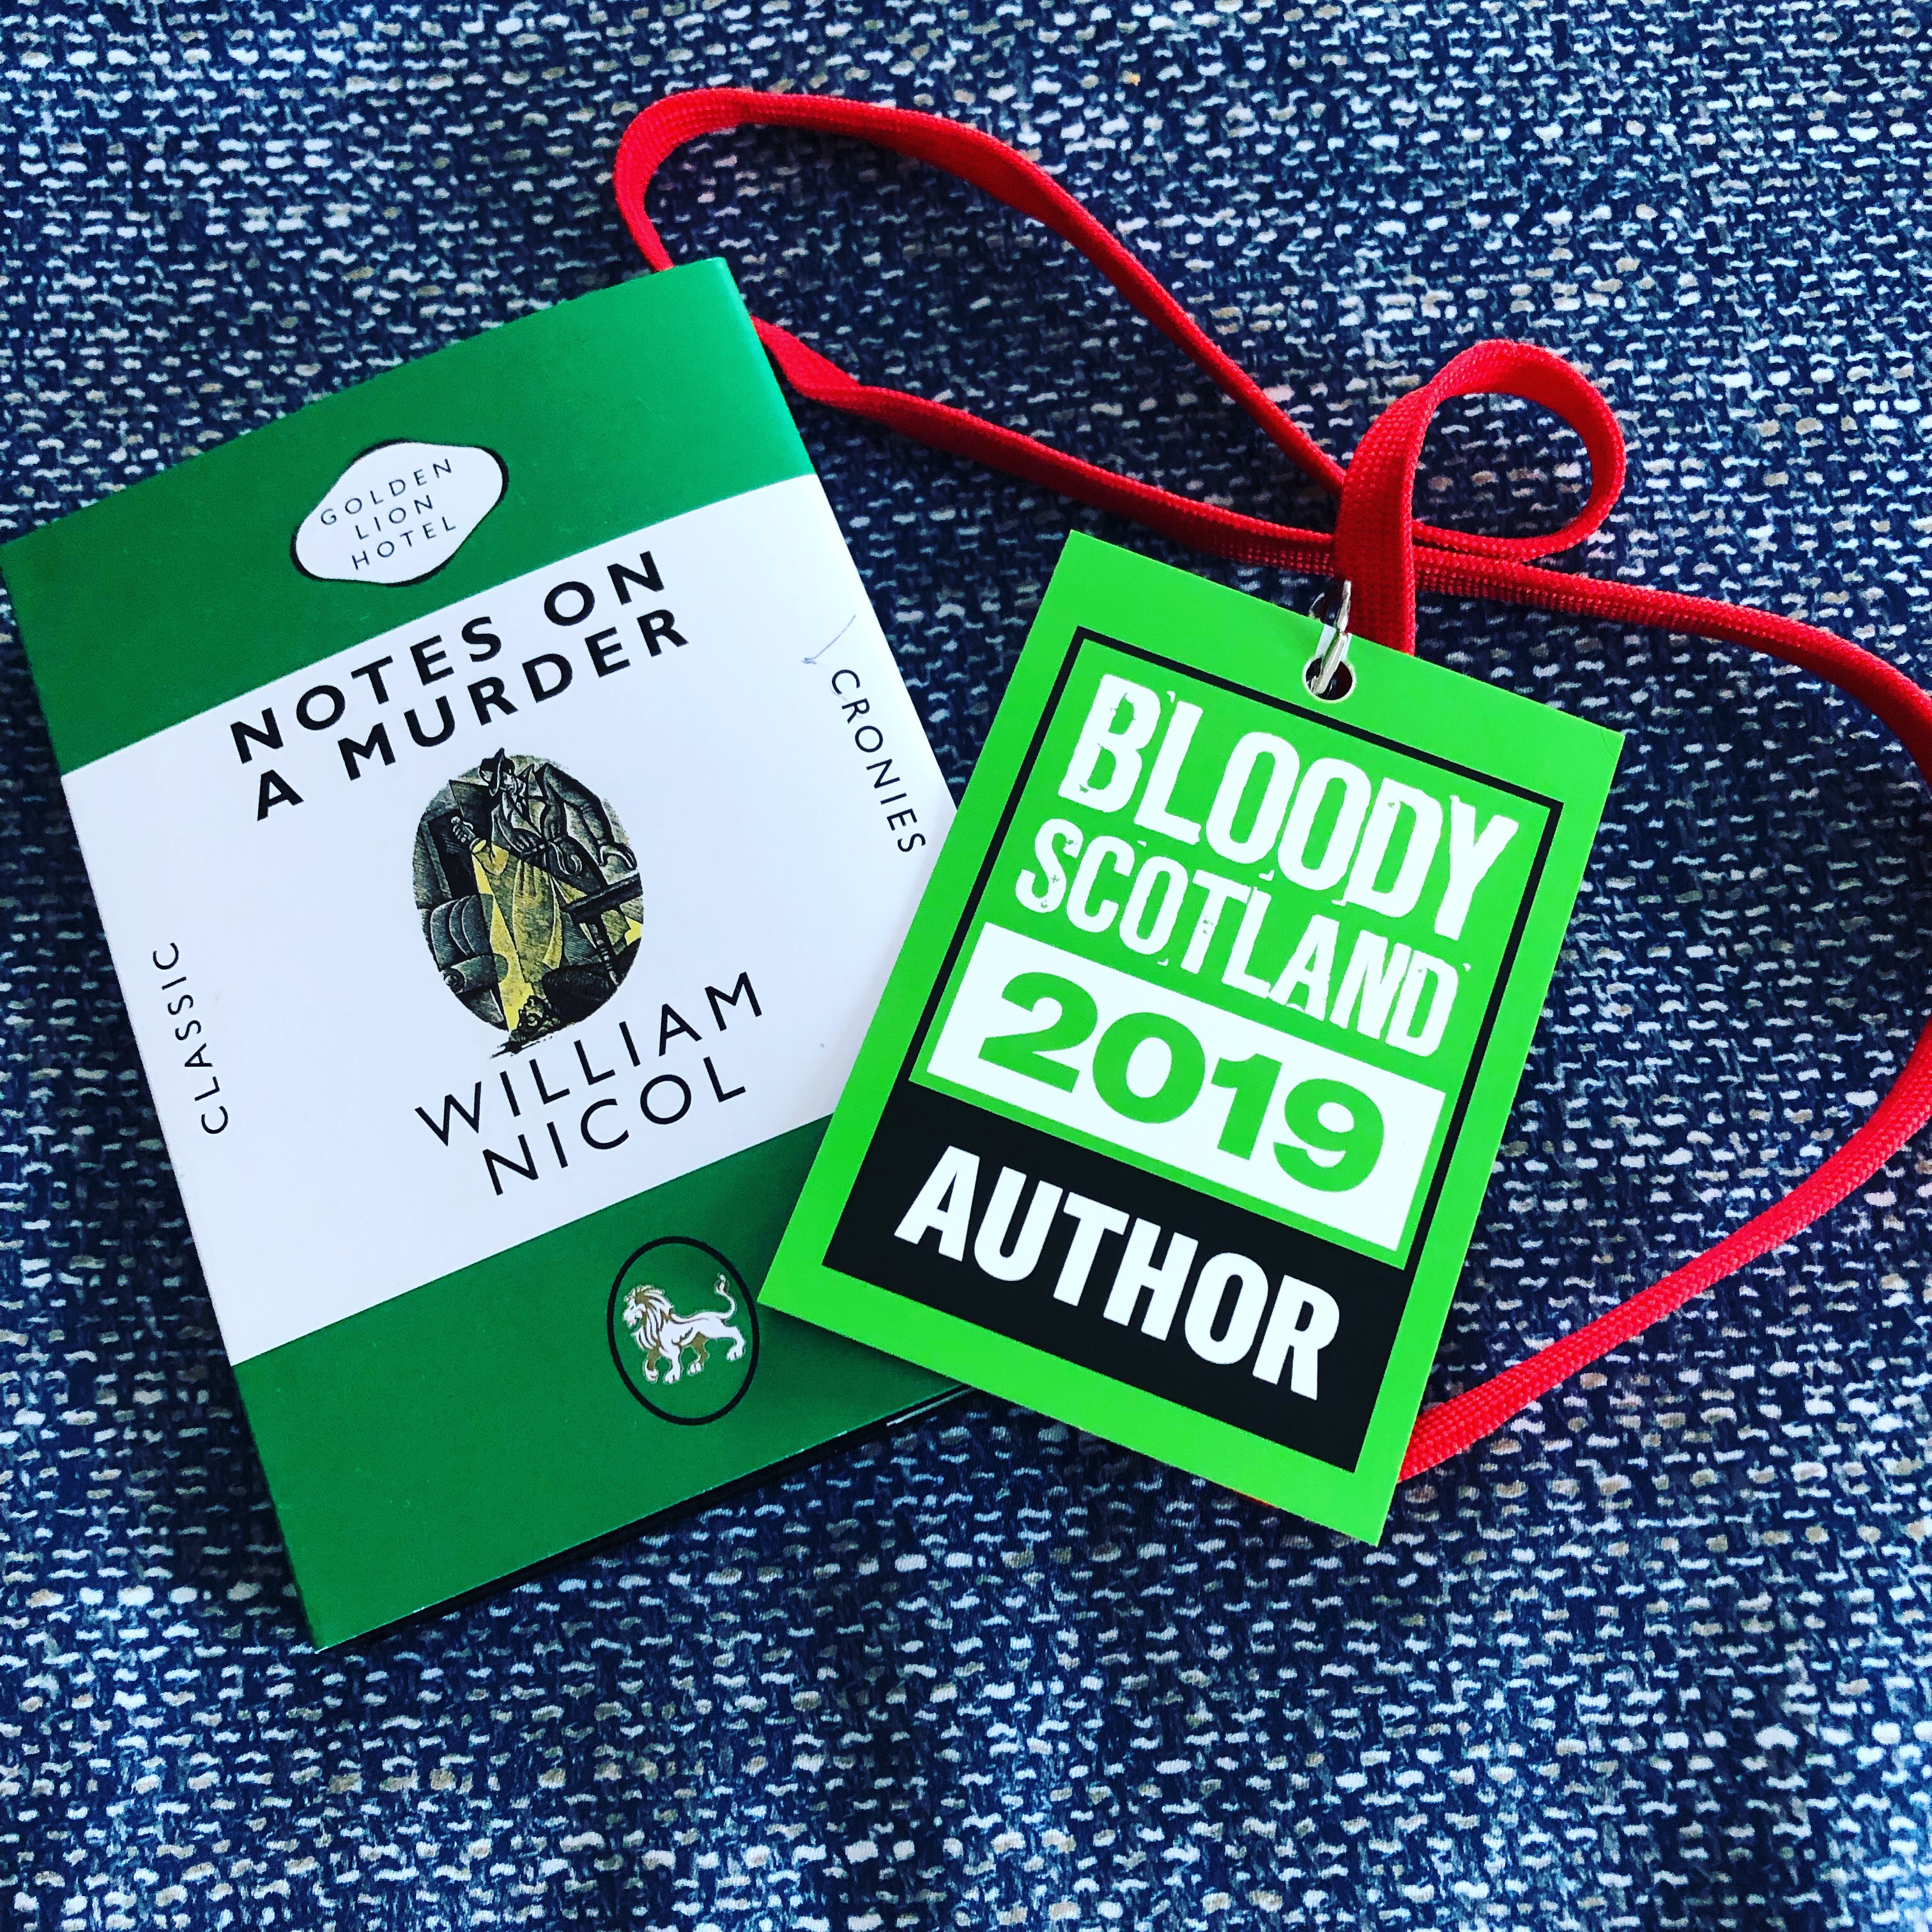 GOLDEN
LION
HOTEL
NOTES ON
A MURDER
CLASSIC
CRONIES
WILLIAM
NICOL
BLOODY
SCOTLAND
2019
AUTHOR